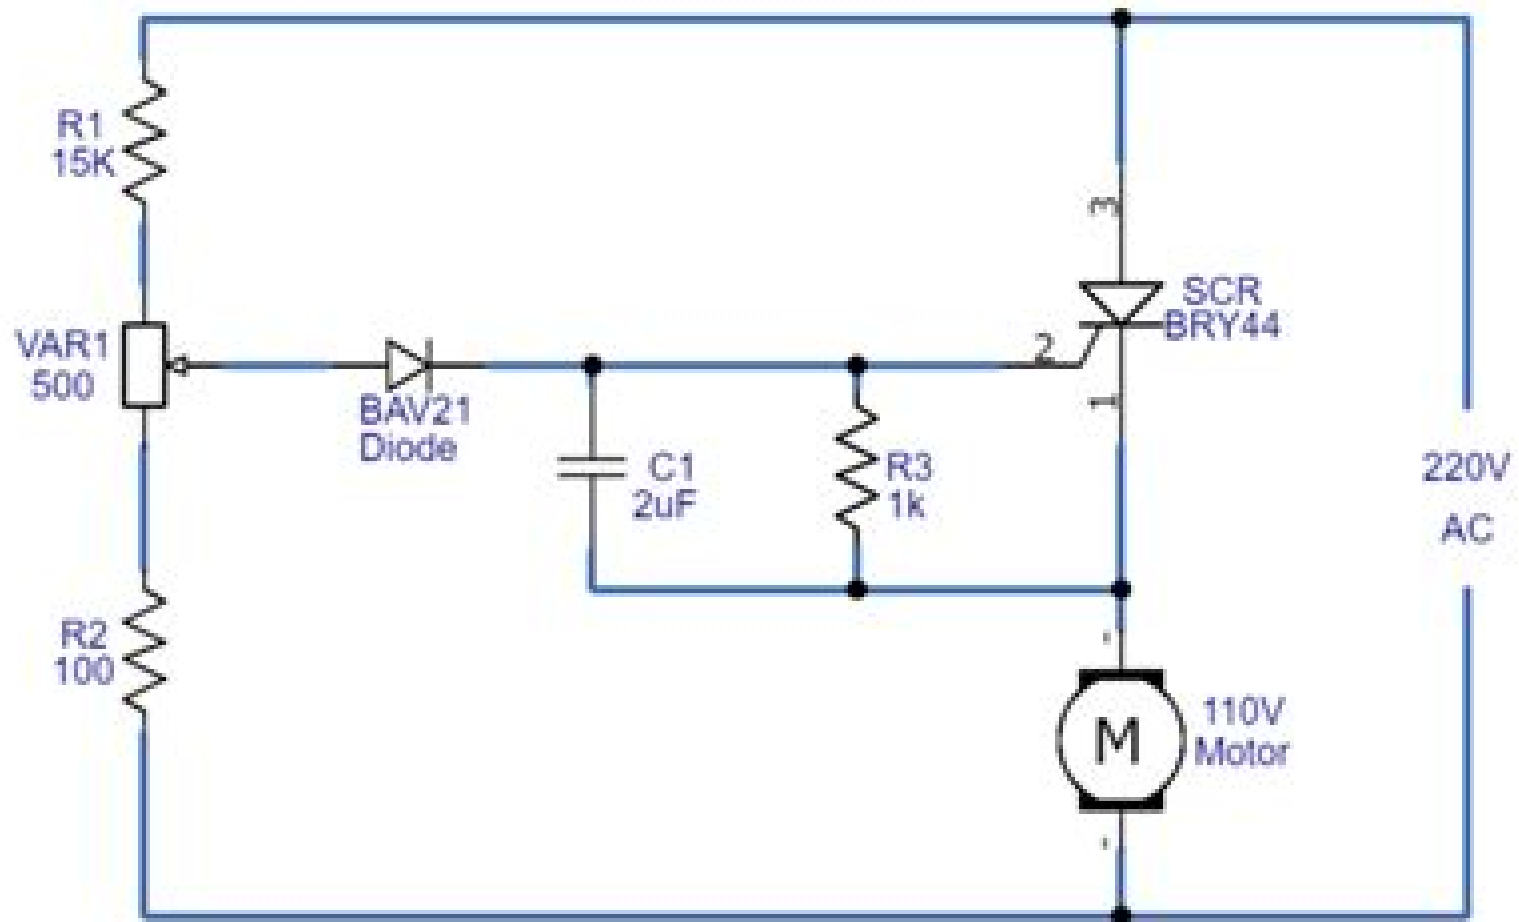 R1
15K
3
SCR
BRY44
VAR1
500
2
BAV21
Diode
1
C1
2uF
R3
1k
220V
AC
R2
100
M
110V
Motor